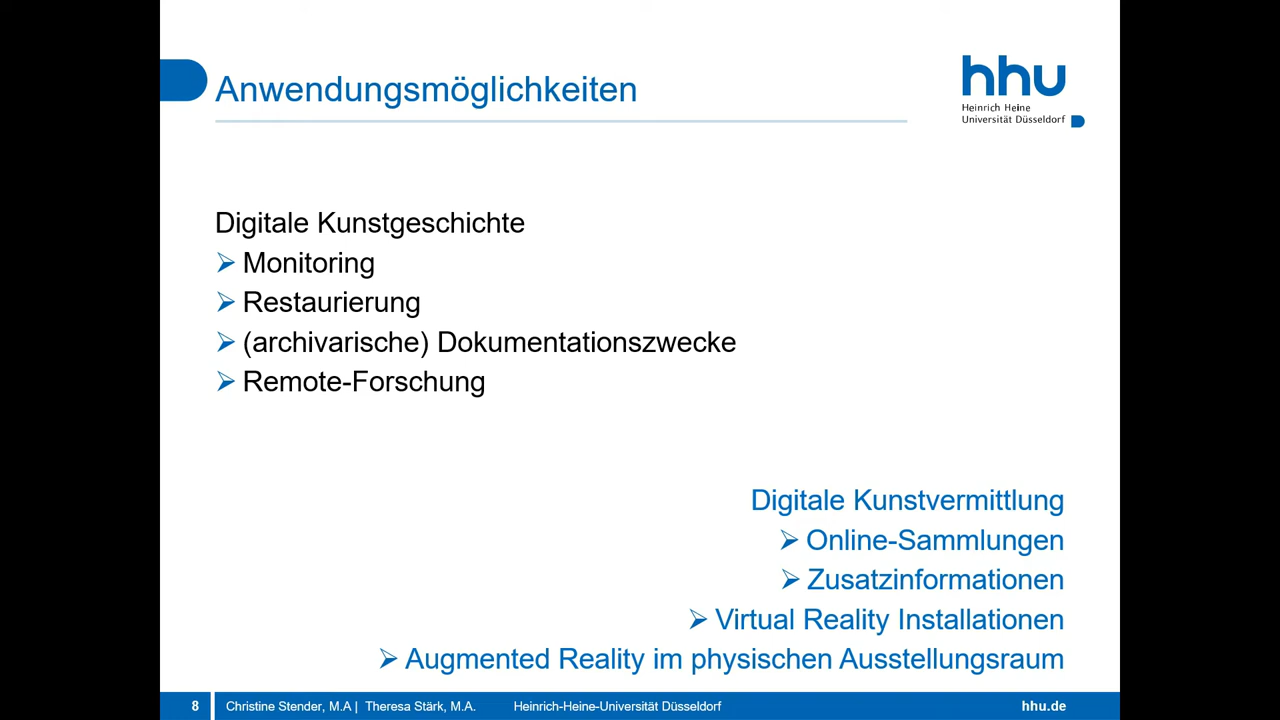 Anwendungsmöglichkeiten
hhu
Heinrich Heine
Universität Düsseldorf
Digitale Kunstgeschichte
Monitoring
Restaurierung
(archivarische) Dokumentationszwecke
Remote-Forschung
Digitale Kunstvermittlung
Online-Sammlungen
Zusatzinformationen
Virtual Reality Installationen
Augmented Reality im physischen Ausstellungsraum
8 Christine Stender, M.A | Theresa Stärk, M.A. Heinrich-Heine-Universität Düsseldorf hhu.de